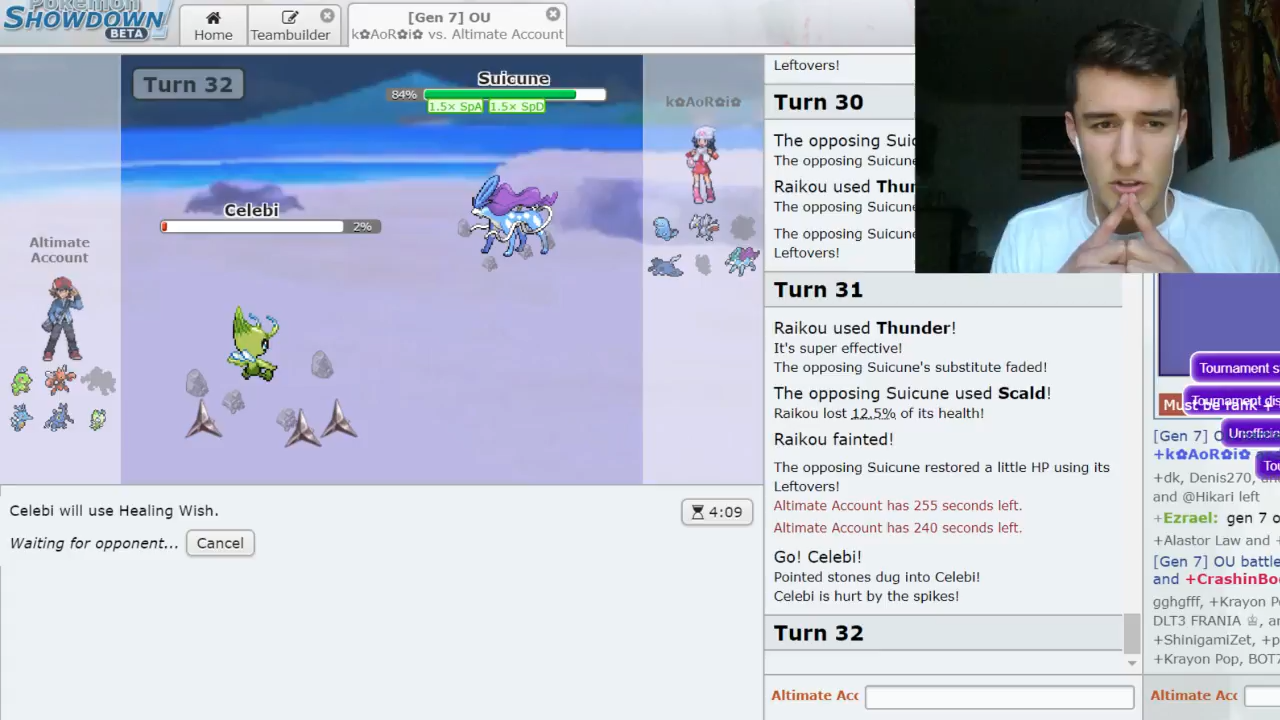 Pokémon
SHOWDOWN
BETA
Home
Teambuilder
[Gen 7] OU
k✿AoR✿i✿ vs. Altimate Account
Turn 32
Suicune
84%
1.5× SpA 1.5× SpD
Celebi
2%
Altimate
Account
k✿AoR✿i✿
Leftovers!
Turn 30
The opposing Suic
The opposing Suicune
Raikou used Thun
The opposing Suicune
Leftovers!
Turn 31
Raikou used Thunder!
It's super effective!
The opposing Suicune's substitute faded!
The opposing Suicune used Scald!
Raikou lost 12.5% of its health!
Raikou fainted!
The opposing Suicune restored a little HP using its
Leftovers!
Altimate Account has 255 seconds left.
Altimate Account has 240 seconds left.
Go! Celebi!
Pointed stones dug into Celebi!
Celebi is hurt by the spikes!
Turn 32
Altimate Acc
Celebi will use Healing Wish.
4:09
Waiting for opponent...
Cancel
Tournament s
Tournament dis
Must be rank +
Unofficia
[Gen 7] O
+k✿AoR✿i✿
Tou
+dk, Denis270, an
and @Hikari left
+Ezrael: gen 7 o
+Alastor Law and +
[Gen 7] OU battle
and +CrashinBo
gghgfff, +Krayon P
DLT3 FRANIA ♔, a
+ShinigamiZet, +p
+Krayon Pop, BOT
Altimate Acc